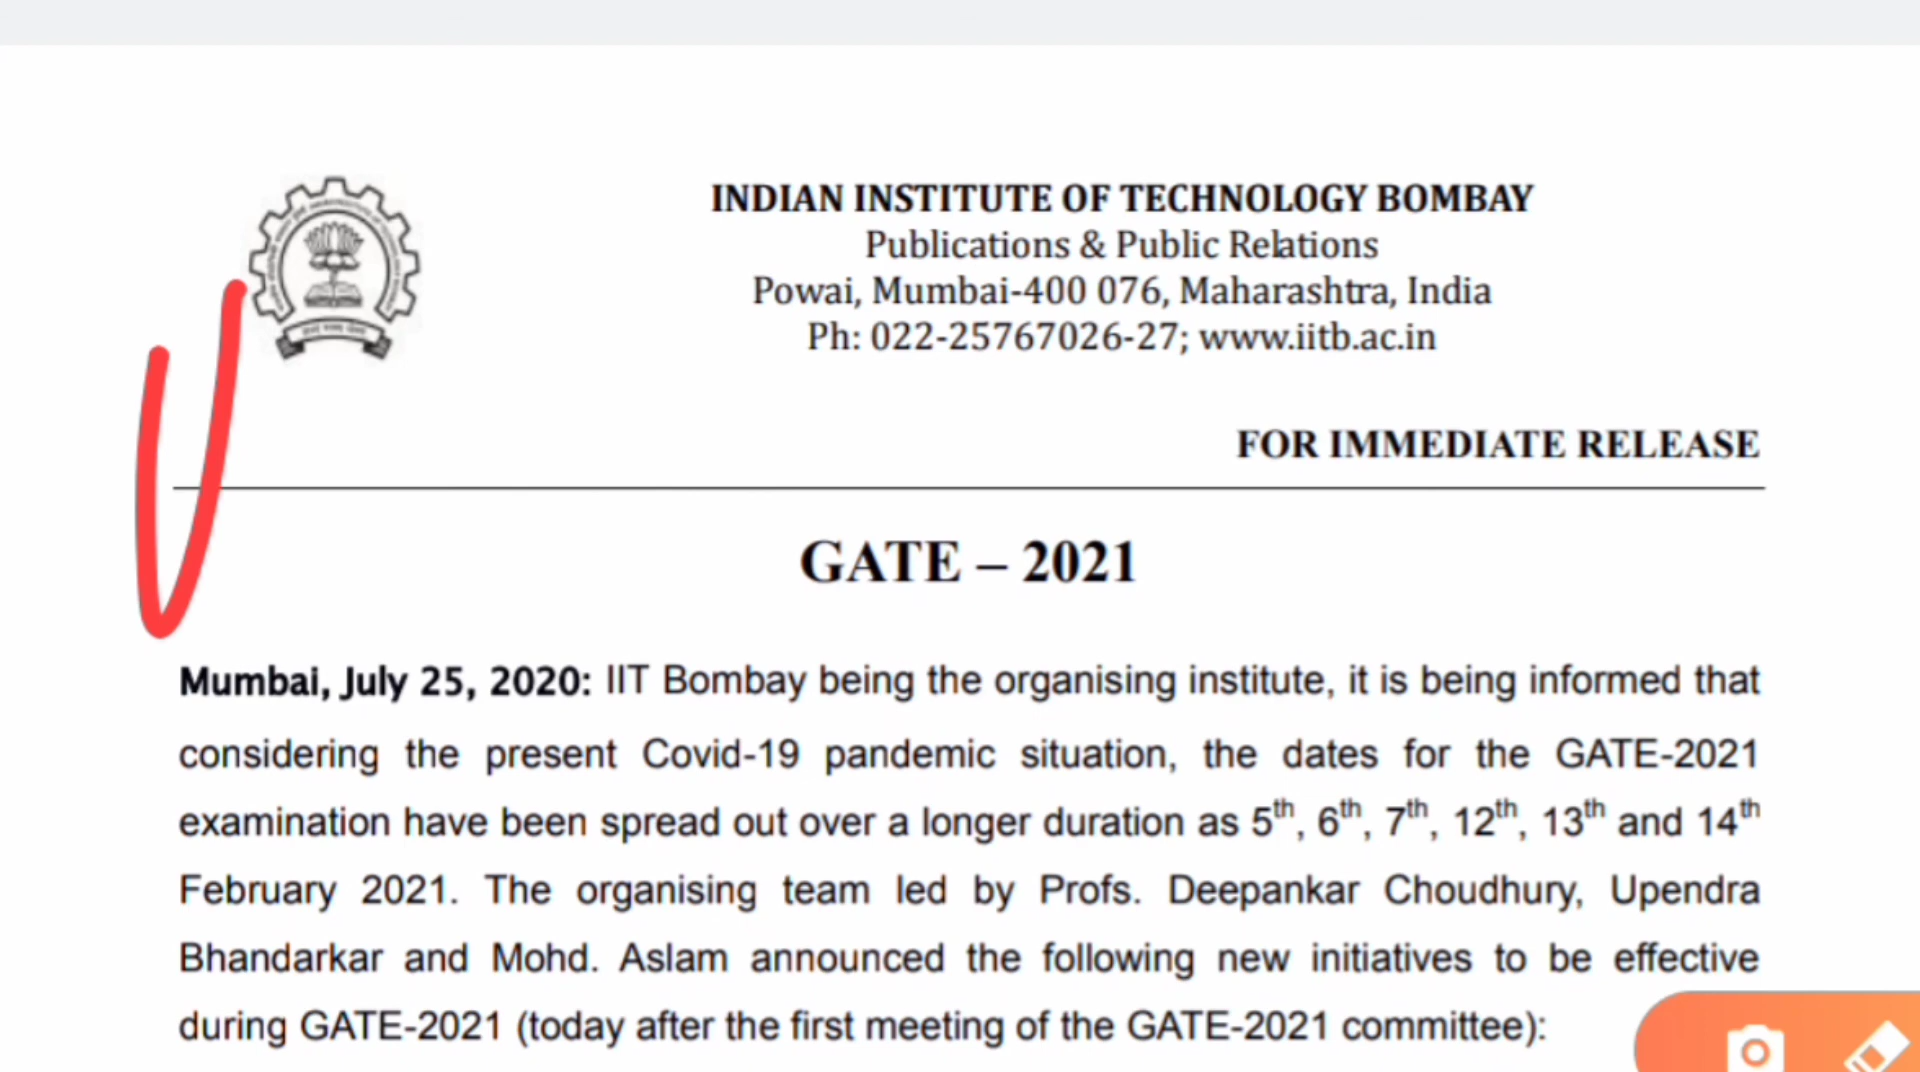 INDIAN INSTITUTE OF TECHNOLOGY BOMBAY
Publications & Public Relations
Powai, Mumbai-400 076, Maharashtra, India
Ph: 022-25767026-27; www.iitb.ac.in
FOR IMMEDIATE RELEASE
GATE – 2021
Mumbai, July 25, 2020: IIT Bombay being the organising institute, it is being informed that
considering the present Covid-19 pandemic situation, the dates for the GATE-2021
examination have been spread out over a longer duration as 5th, 6th, 7th, 12th, 13th and 14th
February 2021. The organising team led by Profs. Deepankar Choudhury, Upendra
Bhandarkar and Mohd. Aslam announced the following new initiatives to be effective
during GATE-2021 (today after the first meeting of the GATE-2021 committee):